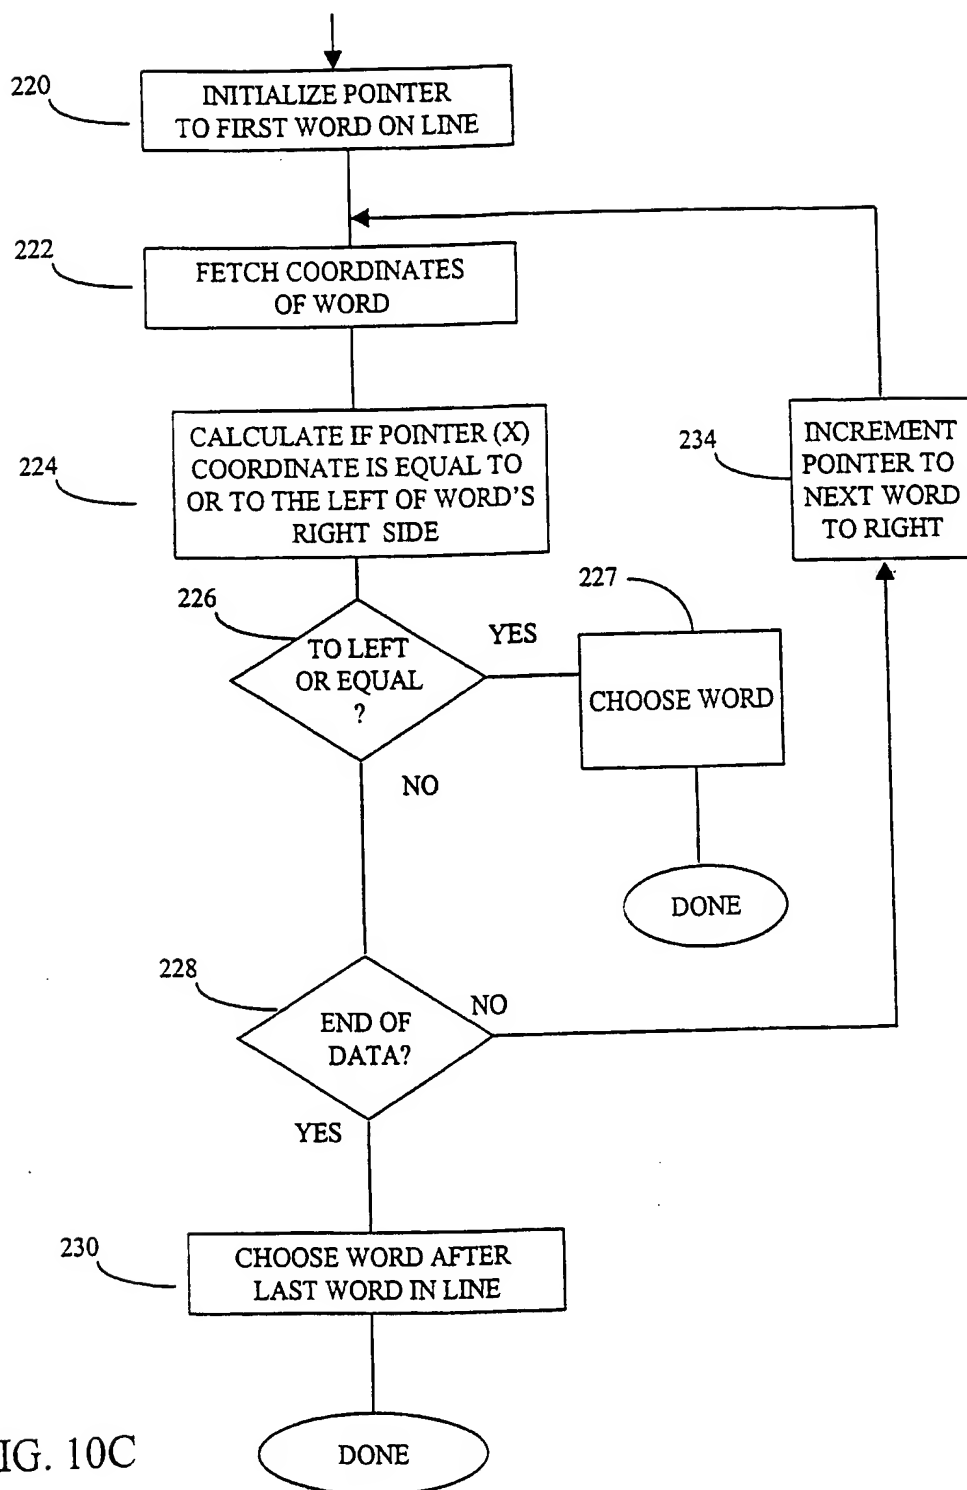 220
INITIALIZE POINTER
TO FIRST WORD ON LINE
222
FETCH COORDINATES
OF WORD
224
CALCULATE IF POINTER (X)
COORDINATE IS EQUAL TO
OR TO THE LEFT OF WORD'S
RIGHT SIDE
234
INCREMENT
POINTER TO
NEXT WORD
TO RIGHT
226
TO LEFT
OR EQUAL
?
YES
227
CHOOSE WORD
NO
DONE
228
END OF
DATA?
NO
YES
230
CHOOSE WORD AFTER
LAST WORD IN LINE
DONE
IG. 10C